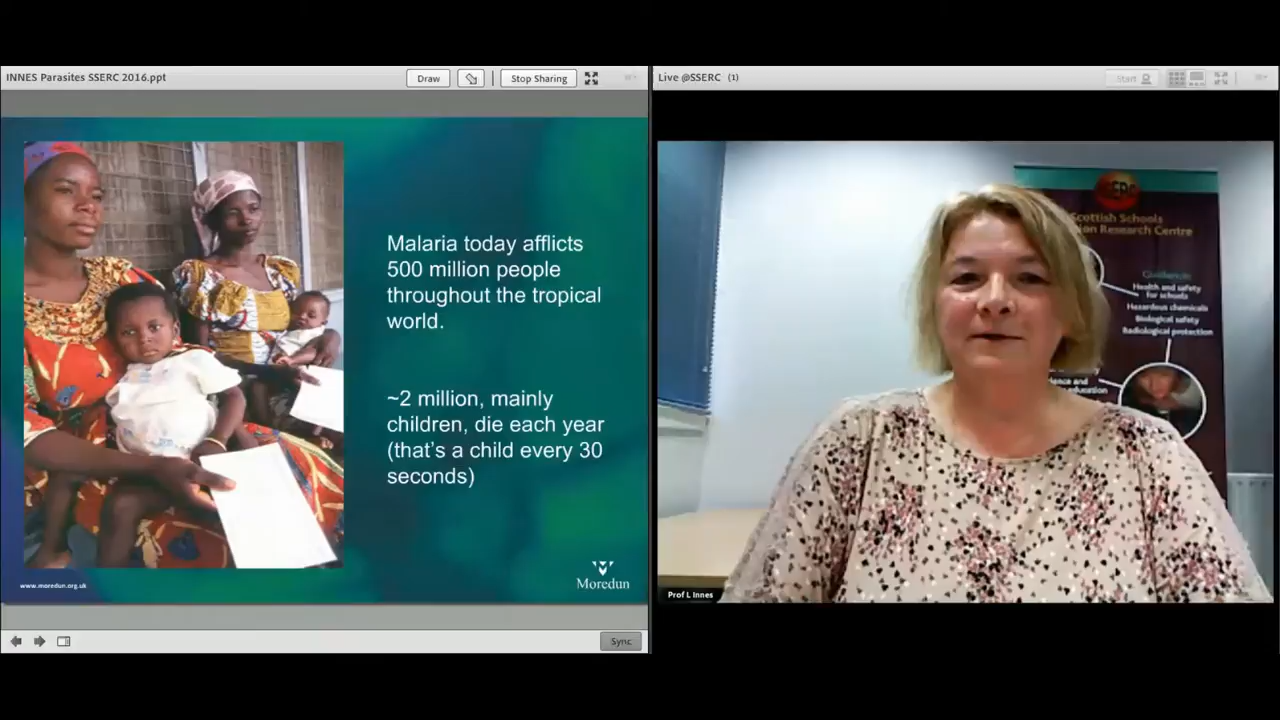 INNES Parasites SSERC 2016.ppt
Draw
Stop Sharing
Malaria today afflicts
500 million people
throughout the tropical
world.
~2 million, mainly
children, die each year
(that's a child every 30
seconds)
www.moredun.org.uk
Moredun
Sync
Live @SSERC (1)
Start
Scottish Schools
Research Centre
Guidance
Health and safety
for schools
Hazardous chemicals
Biological safety
Radiological protection
education
Prof L Innes